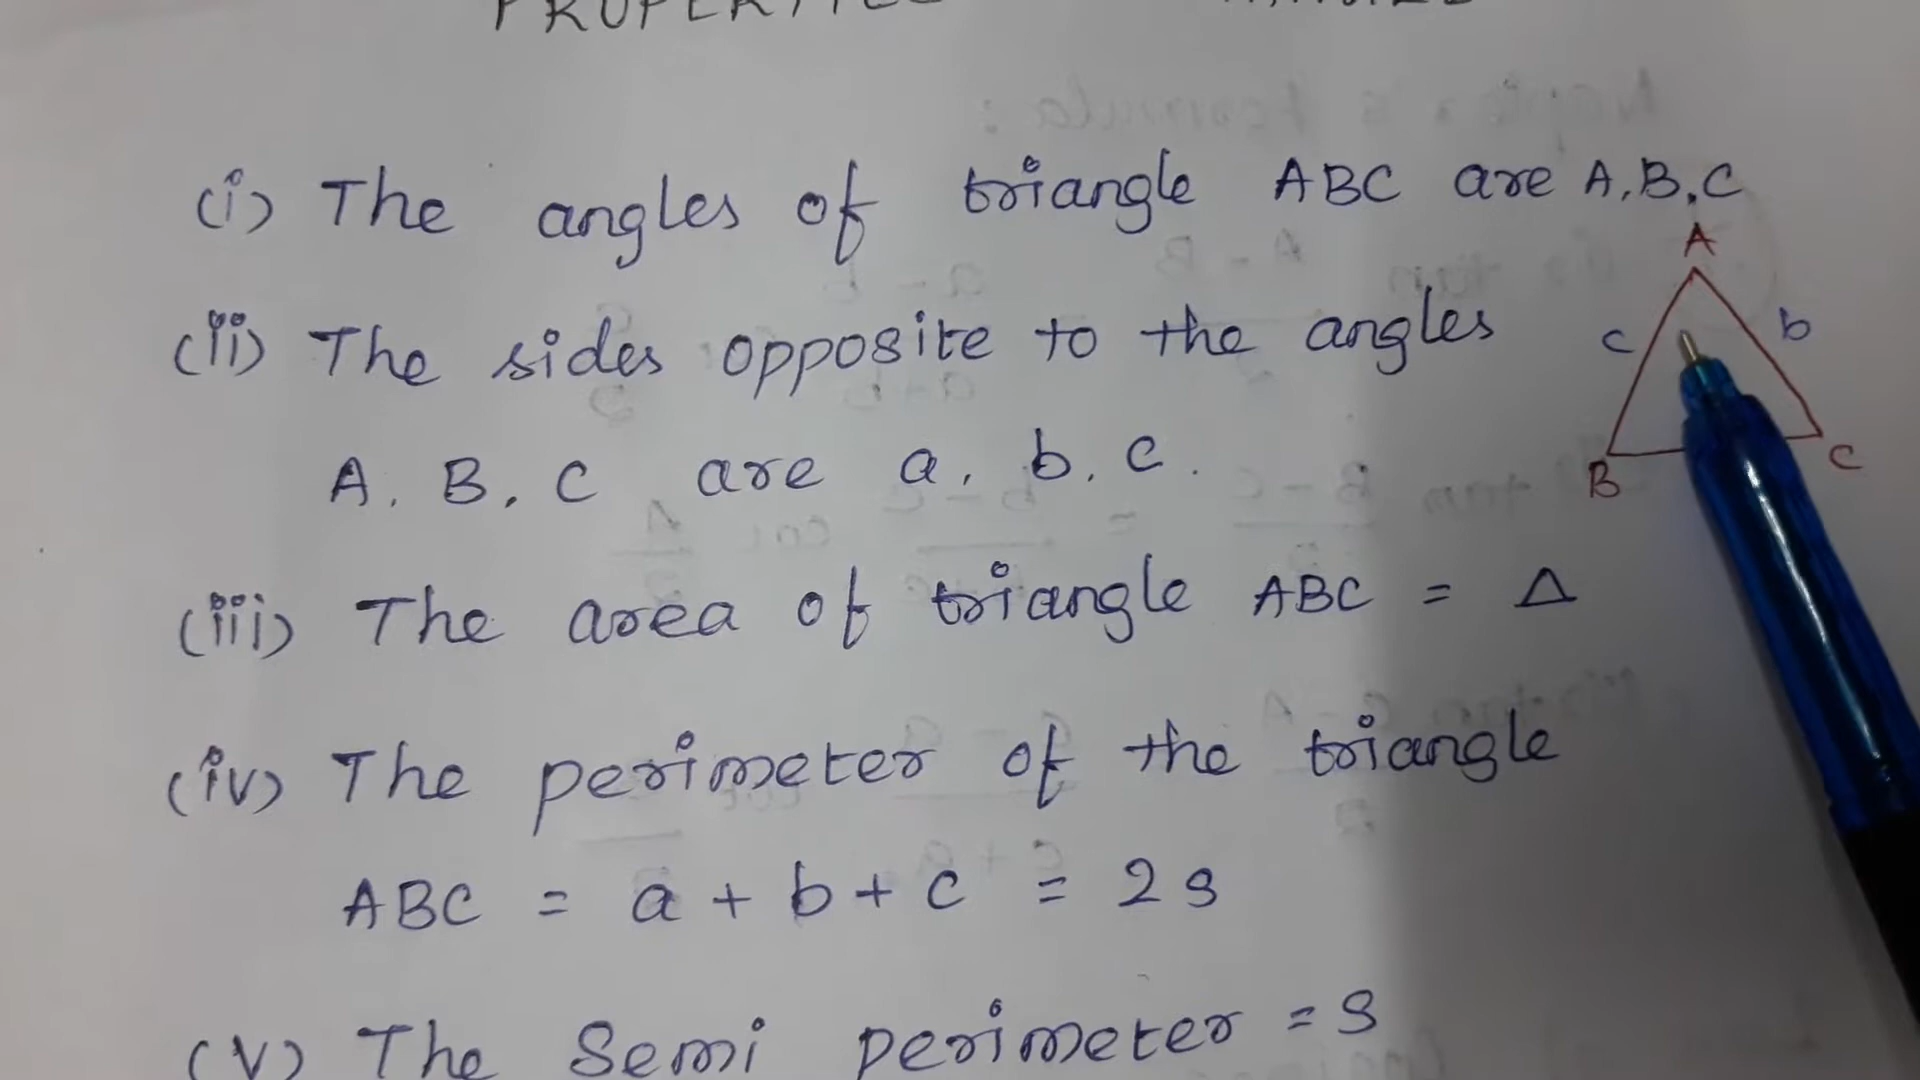 (i) The angles of triangle ABC are A, B, C
(ii) The sides opposite to the angles
A, B, C are a, b, c.
(iii) The area of triangle ABC = Δ
(iv) The perimeter of the triangle
ABC = a + b + c = 2s
(v) The Semi perimeter = s
A
c
b
B
C